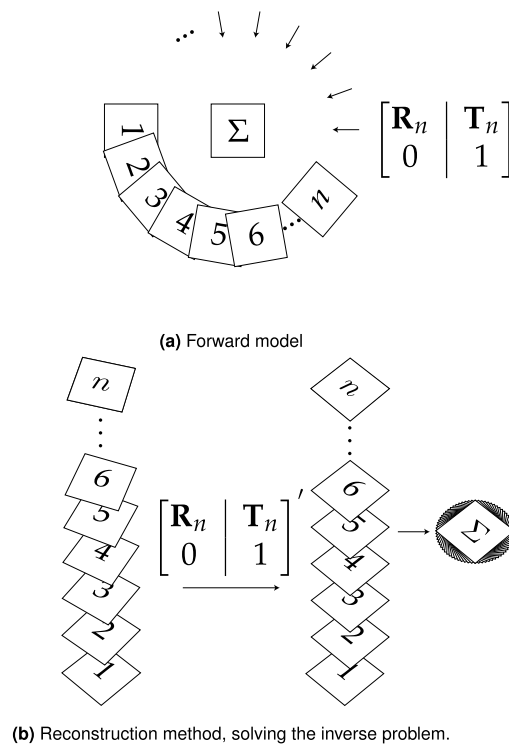 ...
1 Σ
2
3
4
5
6
...
n
[R_n | T_n]
[0 | 1]
(a) Forward model
n
...
6
5
4
3
2
1
[R_n | T_n]′
[0 | 1]
n
...
6
5
4
3
2
1
Σ
(b) Reconstruction method, solving the inverse problem.